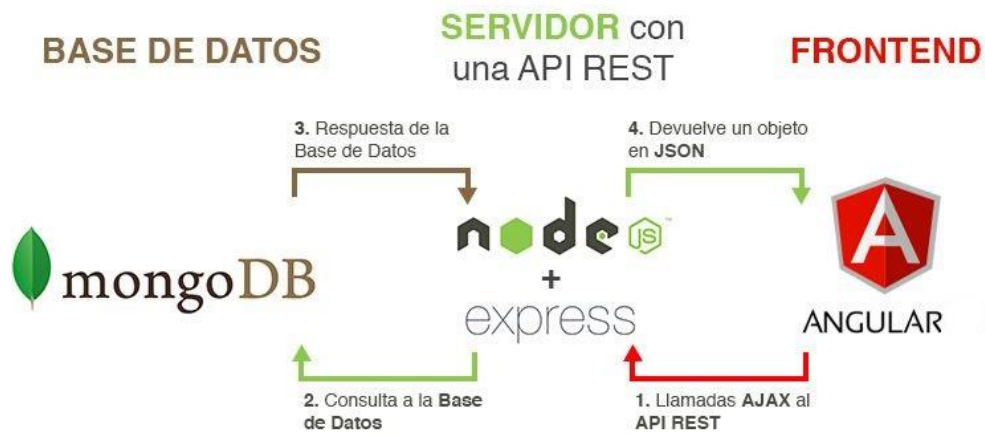 BASE DE DATOS
SERVIDOR con
una API REST
FRONTEND
3. Respuesta de la
Base de Datos
4. Devuelve un objeto
en JSON
mongoDB
node JS™
+
express
A
ANGULAR
2. Consulta a la Base
de Datos
1. Llamadas AJAX al
API REST